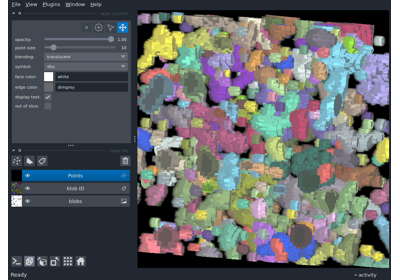 File View Plugins Window Help
opacity: 1.00
point size: 10
blending: translucent
symbol: disc
face color: white
edge color: dimgrey
display text:
out of slice:
Points
blob ID
blobs
Ready
activity